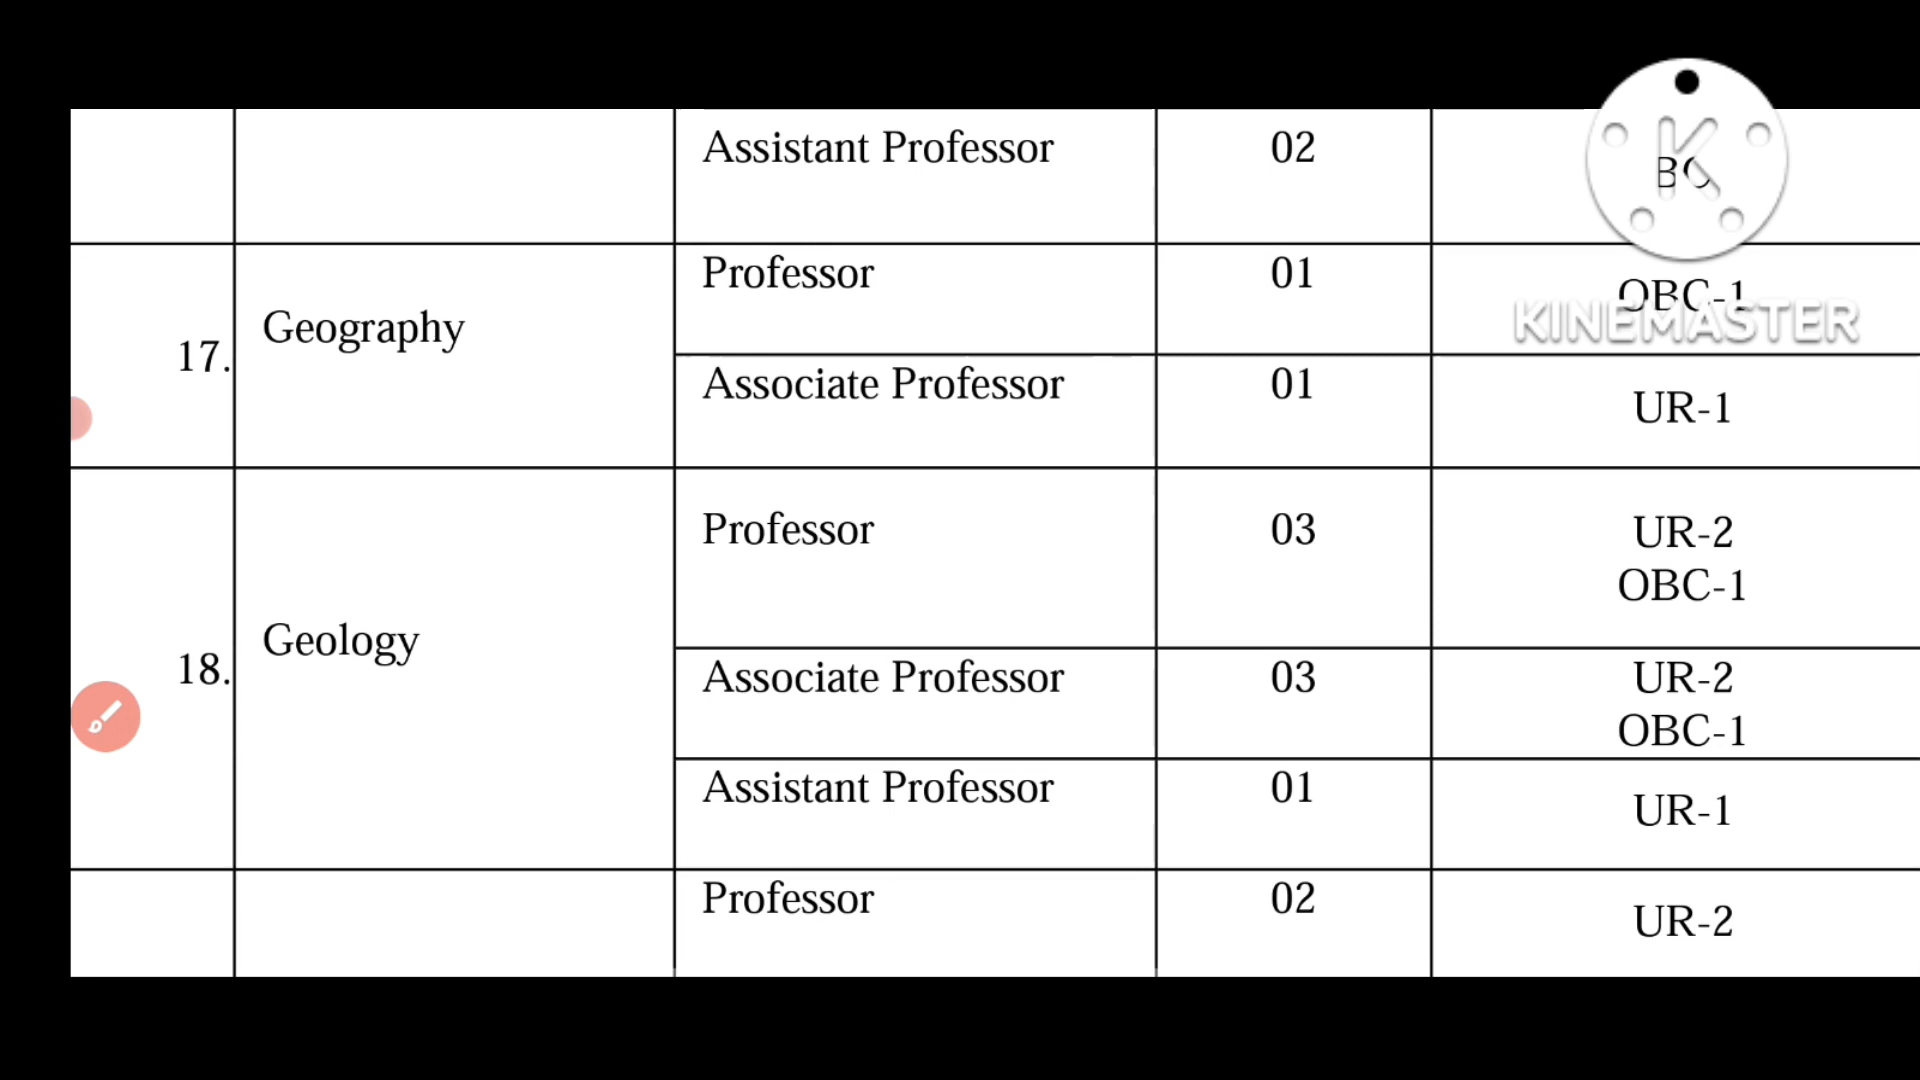 Assistant Professor 02
17. Geography Professor 01 OBC-1
KINEMASTER
Associate Professor 01 UR-1
18. Geology Professor 03 UR-2
OBC-1
Associate Professor 03 UR-2
OBC-1
Assistant Professor 01 UR-1
Professor 02 UR-2